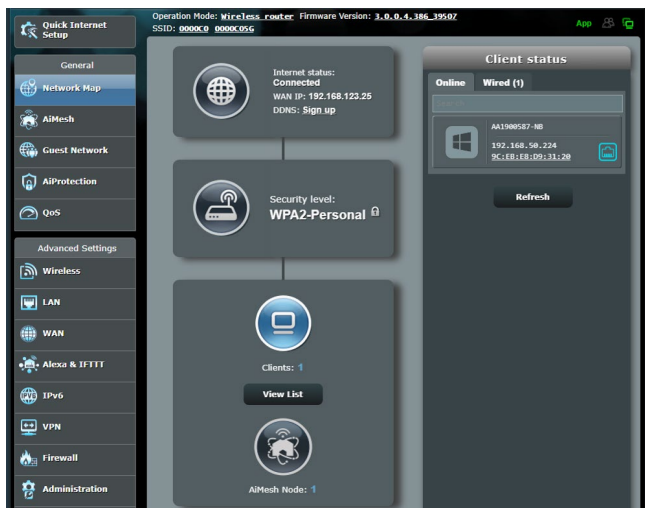 Quick Internet
Setup
Operation Mode: Wireless router Firmware Version: 3.0.0.4.386_39507
SSID: 0000C0 0000C05G
App
General
Network Map
AiMesh
Guest Network
AiProtection
QoS
Advanced Settings
Wireless
LAN
WAN
Alexa & IFTTT
IPv6
VPN
Firewall
Administration
Internet status:
Connected
WAN IP: 192.168.123.25
DDNS: Sign up
Security level:
WPA2-Personal
Clients: 1
View List
AiMesh Node: 1
Client status
Online Wired (1)
AA1900587-NB
192.168.50.224
9C:EB:E8:D9:31:20
Refresh